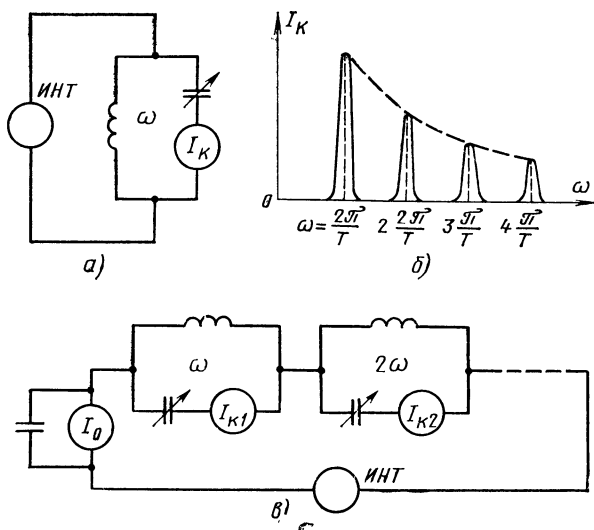 ИНТ
ω
I_K
а)
I_K
0
ω
ω = 2π/T 2 2π/T 3 π/T 4 π/T
б)
ω
2ω
I_0
I_K1
I_K2
ИНТ
в)